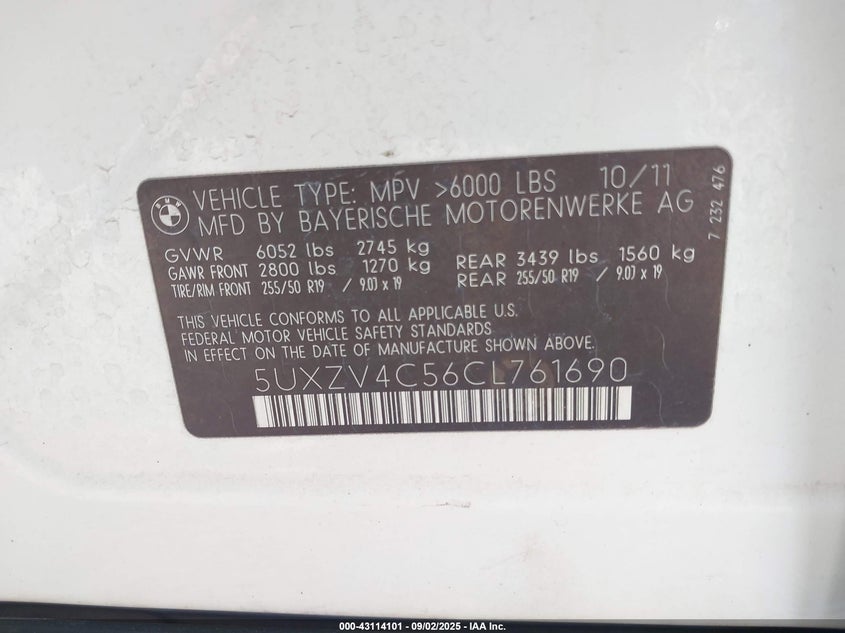 BMW
VEHICLE TYPE: MPV >6000 LBS 10/11
MFD BY BAYERISCHE MOTORENWERKE AG
7 232 476
GVWR 6052 lbs 2745 kg
GAWR FRONT 2800 lbs 1270 kg REAR 3439 lbs 1560 kg
TIRE/RIM FRONT 255/50 R19 / 9.0J x 19 REAR 255/50 R19 / 9.0J x 19
THIS VEHICLE CONFORMS TO ALL APPLICABLE U.S.
FEDERAL MOTOR VEHICLE SAFETY STANDARDS
IN EFFECT ON THE DATE OF MANUFACTURE SHOWN ABOVE.
5UXZV4C56CL761690
000-43114101 - 09/02/2025 - IAA Inc.